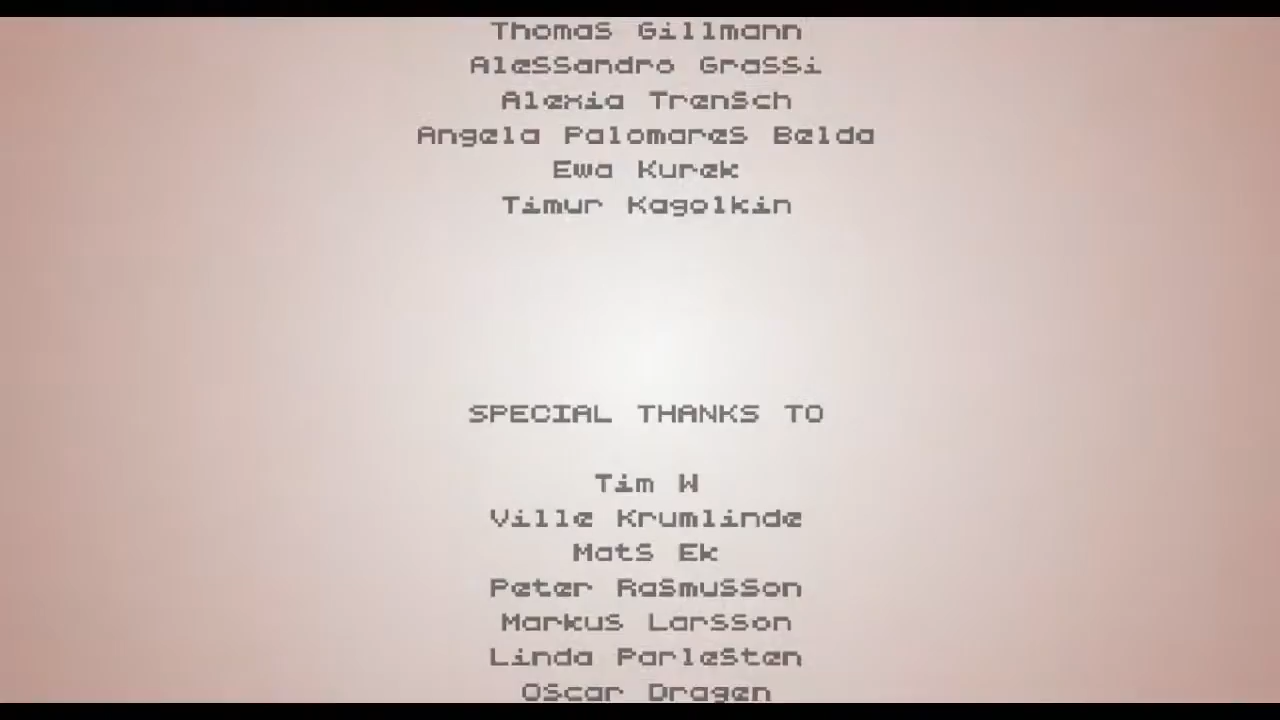 Thomas Gillmann
Alessandro Grassi
Alexia Trensch
Angela Palomares Belda
Ewa Kurek
Timur Kagolkin
SPECIAL THANKS TO
Tim W
Ville Krumlinde
Mats Ek
Peter Rasmusson
Markus Larsson
Linda Parlesten
Oscar Dragen